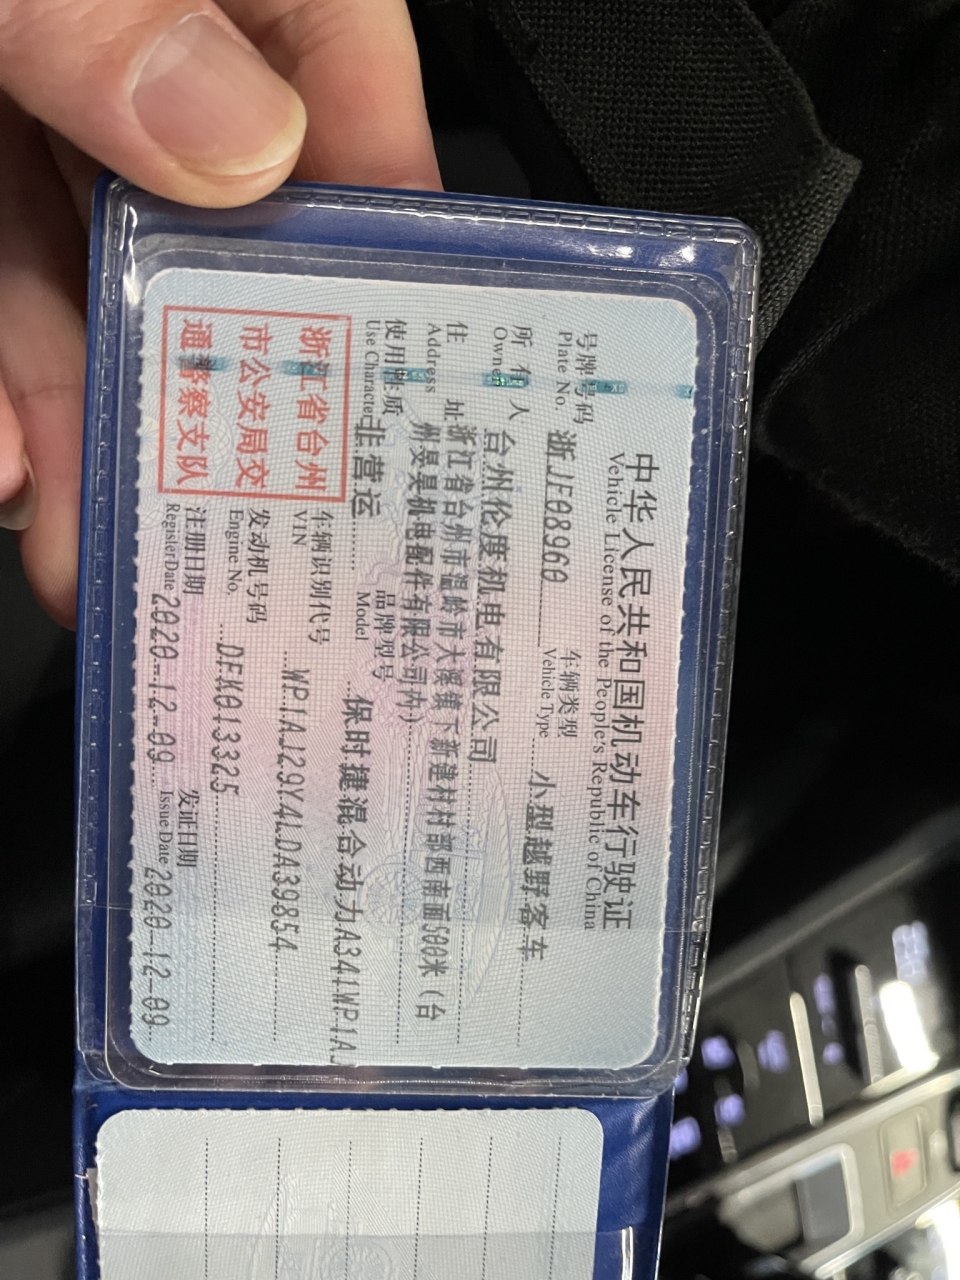 中华人民共和国机动车行驶证
Vehicle License of the People's Republic of China
号牌号码 浙JE08960 车辆类型 小型越野客车
Plate No. Vehicle Type
所有人 台州伦度机电有限公司
Owner
住址 浙江省台州市温岭市大溪镇下新建村村部西南面500米（台
Address 州旻昊机电配件有限公司内）
使用性质 非营运 品牌型号 保时捷混合动力A34LWP1AJ
Use Character Model
浙江省台州
市公安局交
通警察支队
车辆识别代号 WP1AJ29Y4LDA39854
VIN
发动机号码 DFK013325
Engine No.
注册日期 2020-12-09 发证日期 2020-12-09
Register Date Issue Date